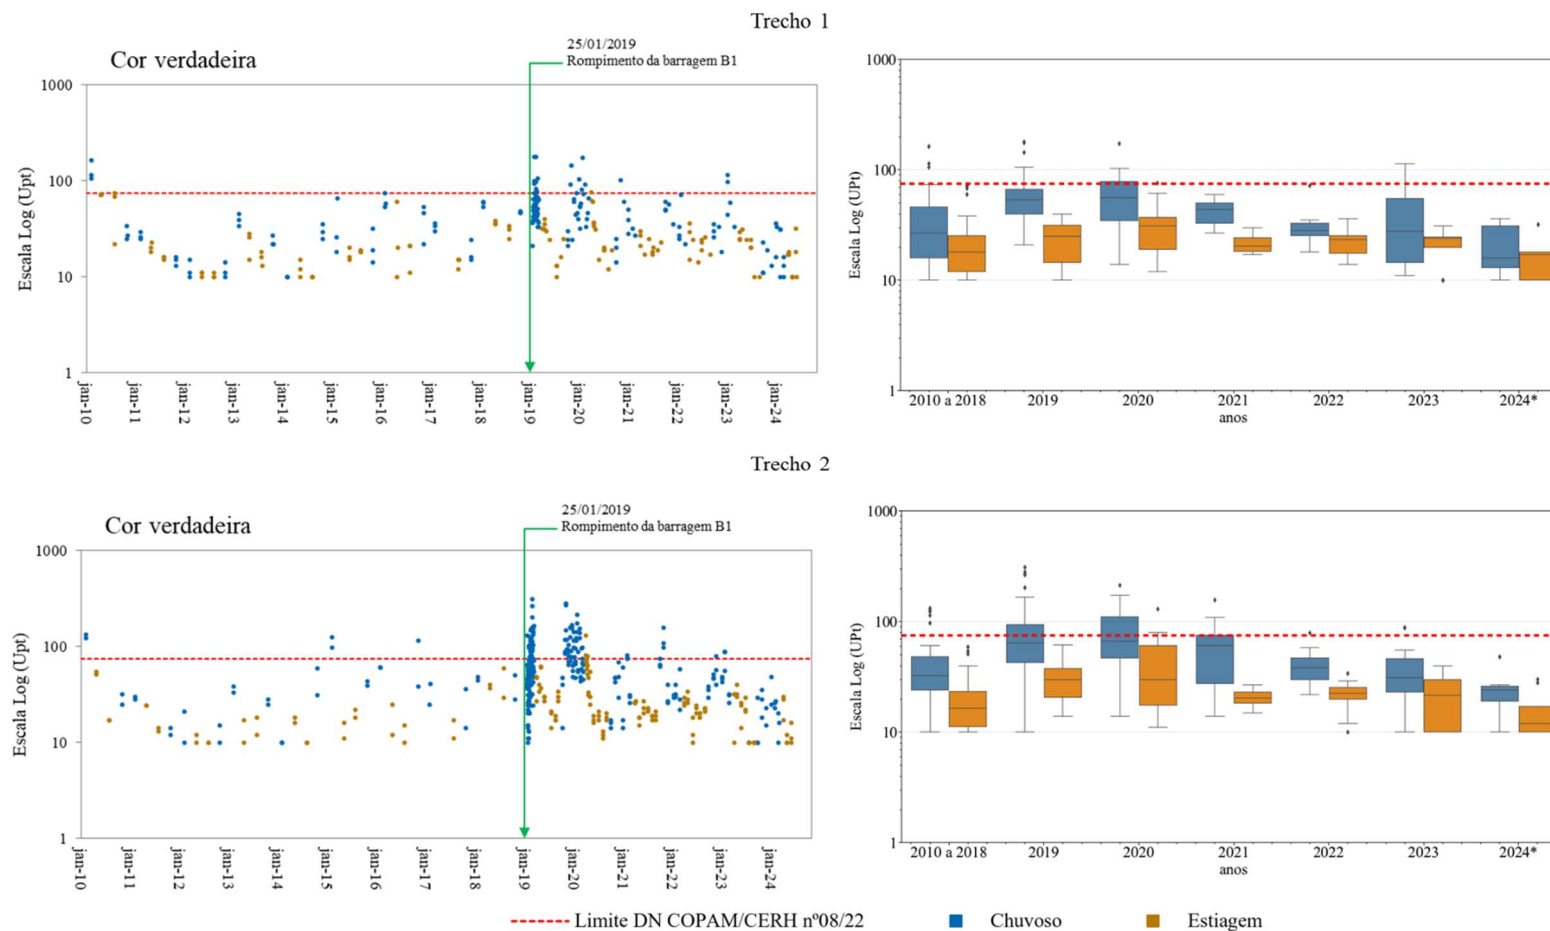 Trecho 1
Cor verdadeira
25/01/2019
Rompimento da barragem B1
Escala Log (Upt)
1000
100
10
1
jan-10
jan-11
jan-12
jan-13
jan-14
jan-15
jan-16
jan-17
jan-18
jan-19
jan-20
jan-21
jan-22
jan-23
jan-24
Escala Log (UPt)
1000
100
10
1
2010 a 2018 2019 2020 2021 2022 2023 2024*
anos
Trecho 2
Cor verdadeira
25/01/2019
Rompimento da barragem B1
Escala Log (Upt)
1000
100
10
1
jan-10
jan-11
jan-12
jan-13
jan-14
jan-15
jan-16
jan-17
jan-18
jan-19
jan-20
jan-21
jan-22
jan-23
jan-24
Escala Log (UPt)
1000
100
10
1
2010 a 2018 2019 2020 2021 2022 2023 2024*
anos
Limite DN COPAM/CERH nº08/22 Chuvoso Estiagem